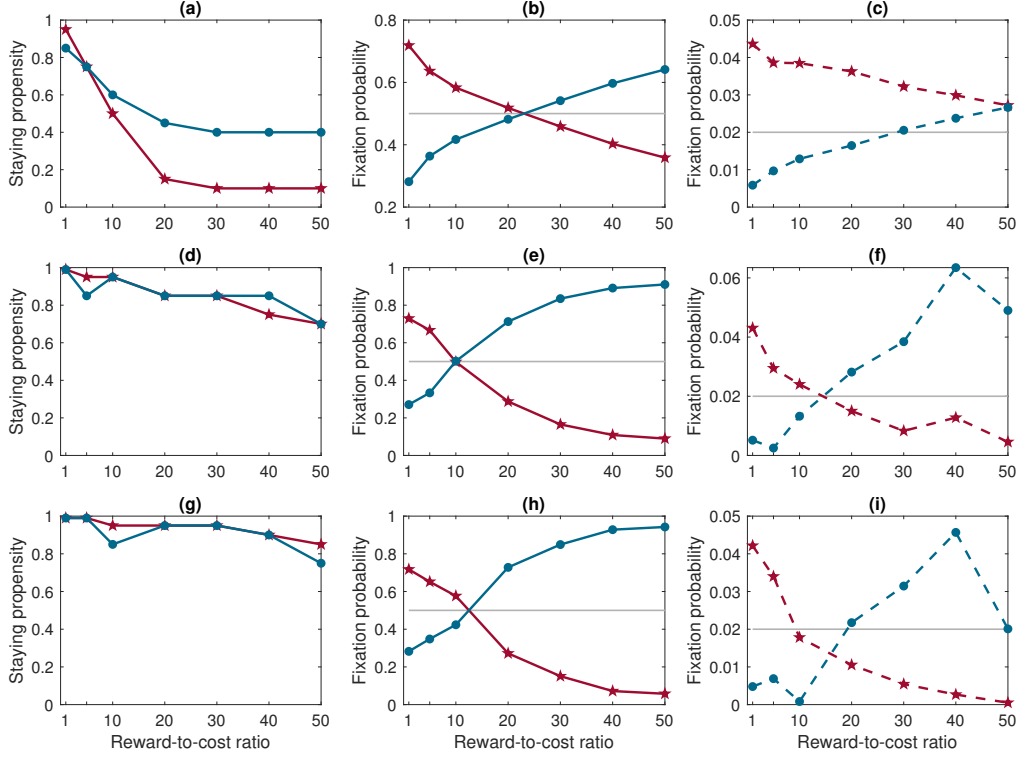 (a)
Staying propensity
1
0.8
0.6
0.4
0.2
0
1 10 20 30 40 50
(b)
Fixation probability
0.8
0.6
0.4
0.2
1 10 20 30 40 50
(c)
Fixation probability
0.05
0.04
0.03
0.02
0.01
0
1 10 20 30 40 50
(d)
Staying propensity
1
0.8
0.6
0.4
0.2
0
1 10 20 30 40 50
(e)
Fixation probability
1
0.8
0.6
0.4
0.2
0
1 10 20 30 40 50
(f)
Fixation probability
0.06
0.04
0.02
0
1 10 20 30 40 50
(g)
Staying propensity
1
0.8
0.6
0.4
0.2
0
1 10 20 30 40 50
Reward-to-cost ratio
(h)
Fixation probability
1
0.8
0.6
0.4
0.2
0
1 10 20 30 40 50
Reward-to-cost ratio
(i)
Fixation probability
0.05
0.04
0.03
0.02
0.01
0
1 10 20 30 40 50
Reward-to-cost ratio